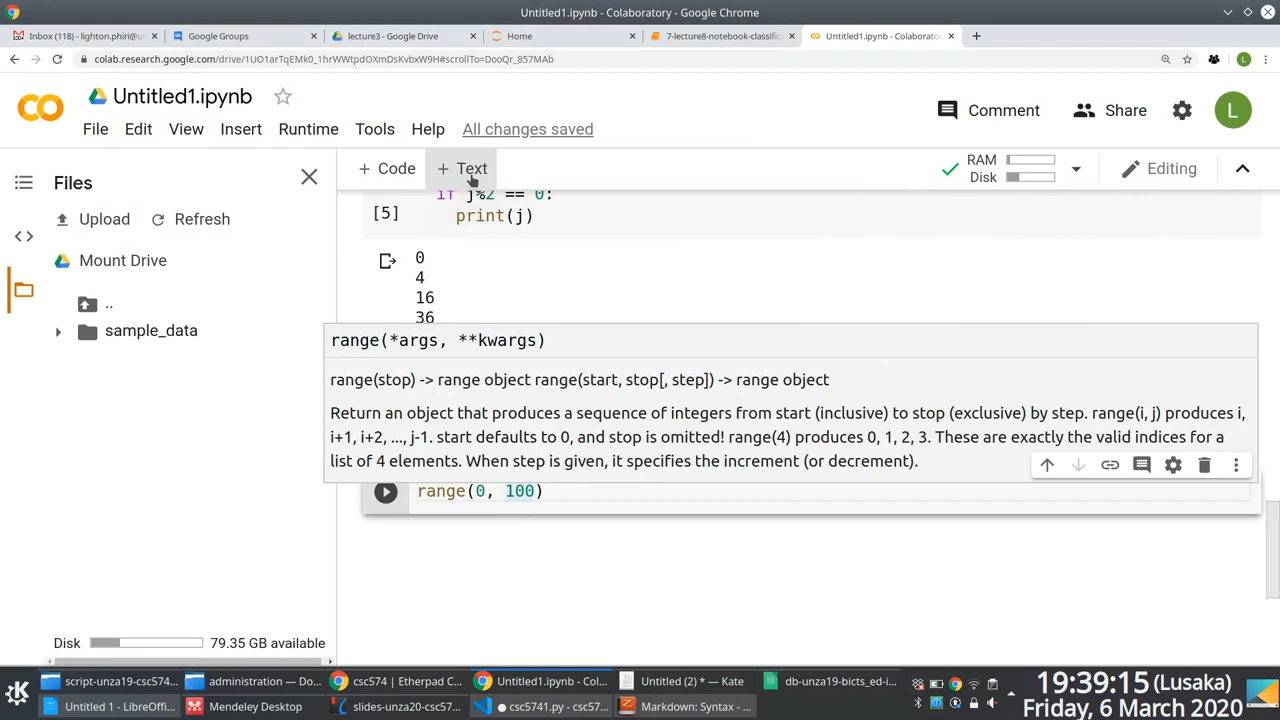 Untitled1.ipynb - Colaboratory - Google Chrome
Inbox (118) - lighton.phiri@u
Google Groups
lecture3 - Google Drive
Home
7-lecture8-notebook-classific
Untitled1.ipynb - Colaborato
colab.research.google.com/drive/1UO1arTqEMk0_1hrWWtpdOXmDsKvbxW9H#scrollTo=DooQr_857MAb
L
CO
Untitled1.ipynb
Comment
Share
L
File Edit View Insert Runtime Tools Help All changes saved
+ Code
+ Text
RAM
Disk
Editing
Files
Upload
Refresh
Mount Drive
..
sample_data
Disk
79.35 GB available
if j%2 == 0:
[5]
print(j)
0
4
16
36
range(*args, **kwargs)
range(stop) -> range object range(start, stop[, step]) -> range object
Return an object that produces a sequence of integers from start (inclusive) to stop (exclusive) by step. range(i, j) produces i,
i+1, i+2, ..., j-1. start defaults to 0, and stop is omitted! range(4) produces 0, 1, 2, 3. These are exactly the valid indices for a
list of 4 elements. When step is given, it specifies the increment (or decrement).
range(0, 100)
script-unza19-csc574...
administration — Do...
csc574 | Etherpad C...
Untitled1.ipynb - Col...
Untitled (2) * — Kate
db-unza19-bicts_ed-i...
Untitled 1 - LibreOffi...
Mendeley Desktop
slides-unza20-csc57...
● csc5741.py - csc57...
Markdown: Syntax - ...
19:39:15 (Lusaka)
Friday, 6 March 2020